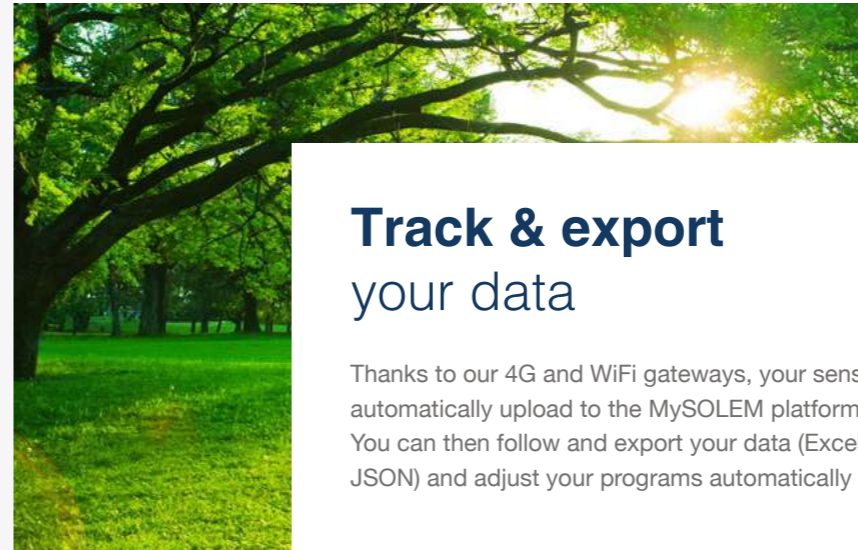 Track & export
your data
Thanks to our 4G and WiFi gateways, your
automatically upload to the MySOLEM platform
You can then follow and export your data
JSON) and adjust your programs automatically